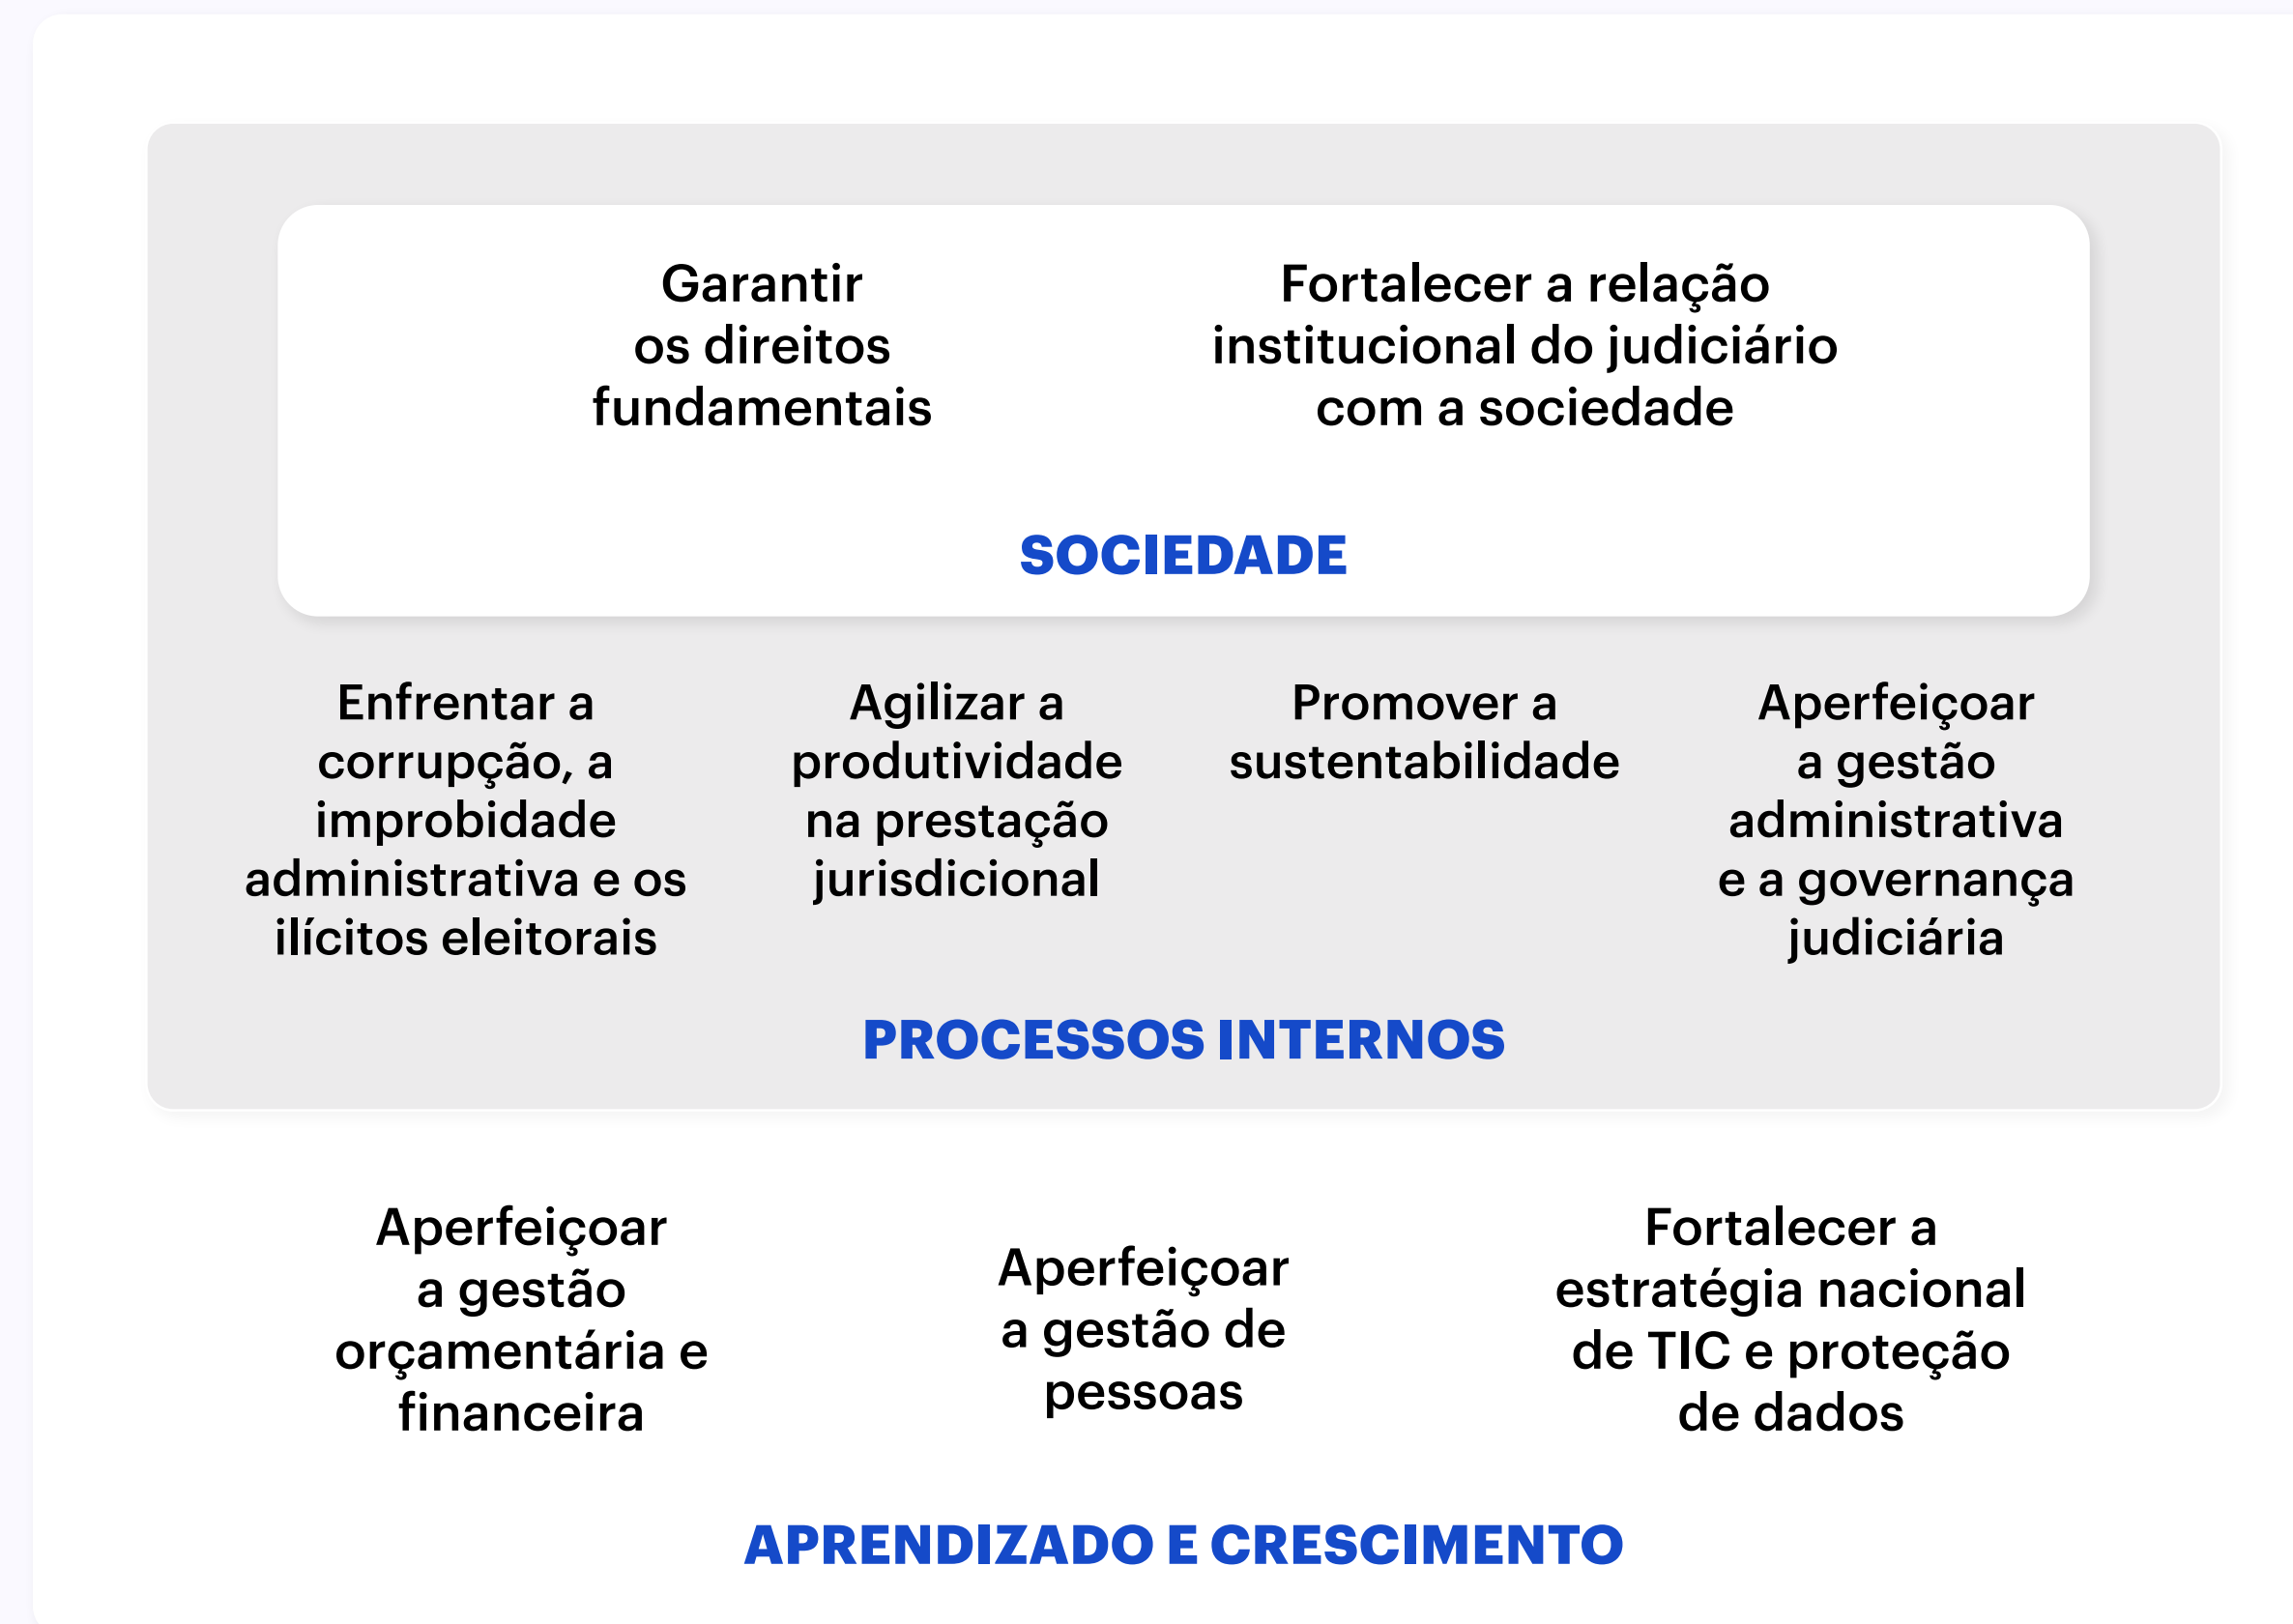 Garantir
os direitos
fundamentais
Fortalecer a relação
institucional do judiciário
com a sociedade
SOCIEDADE
Enfrentar a
corrupção, a
improbidade
administrativa e os
ilícitos eleitorais
Agilizar a
produtividade
na prestação
jurisdicional
Promover a
sustentabilidade
Aperfeiçoar
a gestão
administrativa
e a governança
judiciária
PROCESSOS INTERNOS
Aperfeiçoar
a gestão
orçamentária e
financeira
Aperfeiçoar
a gestão de
pessoas
Fortalecer a
estratégia nacional
de TIC e proteção
de dados
APRENDIZADO E CRESCIMENTO